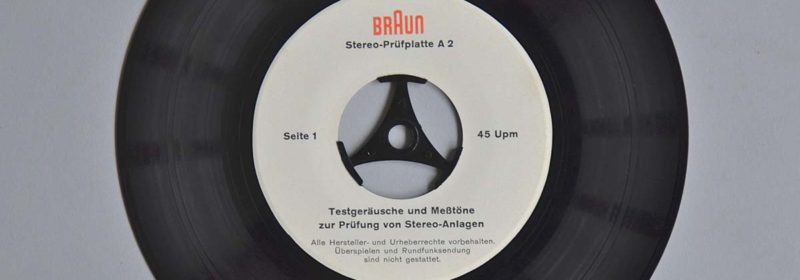 BRAUN
Stereo-Prüfplatte A 2
Seite 1
45 Upm
Testgeräusche und Meßtöne
zur Prüfung von Stereo-Anlagen
Alle Hersteller- und Urheberrechte vorbehalten.
Überspielen und Rundfunksendung
sind nicht gestattet.